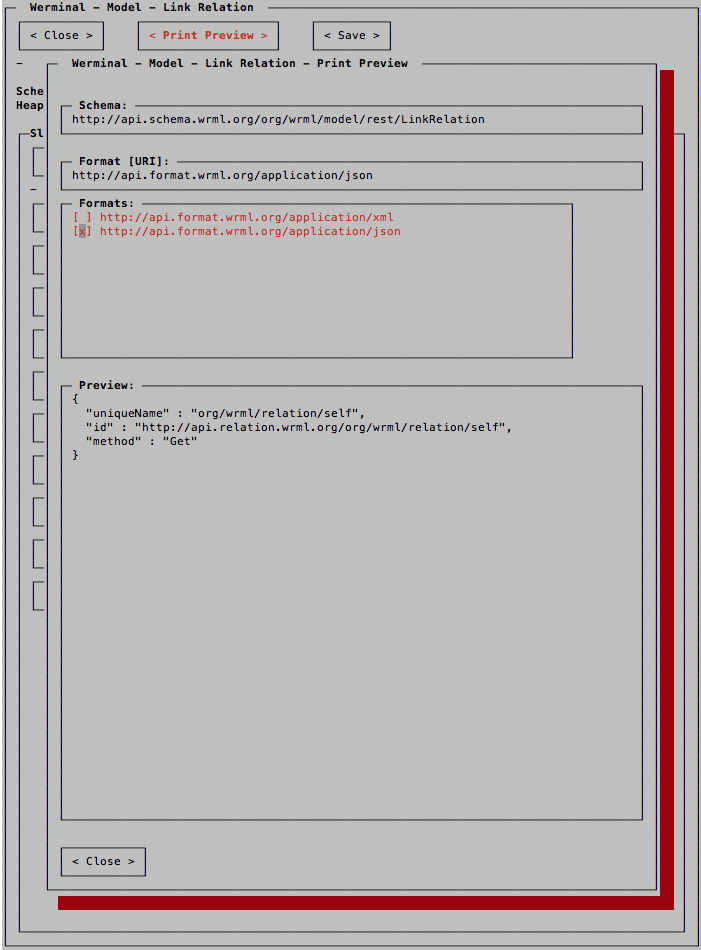 Werminal - Model - Link Relation
< Close > < Print Preview > < Save >
Werminal - Model - Link Relation - Print Preview
Sche
Heap
Sl
Schema:
http://api.schema.wrml.org/org/wrml/model/rest/LinkRelation
Format [URI]:
http://api.format.wrml.org/application/json
Formats:
[ ] http://api.format.wrml.org/application/xml
[x] http://api.format.wrml.org/application/json
Preview:
{
"uniqueName" : "org/wrml/relation/self",
"id" : "http://api.relation.wrml.org/org/wrml/relation/self",
"method" : "Get"
}
< Close >